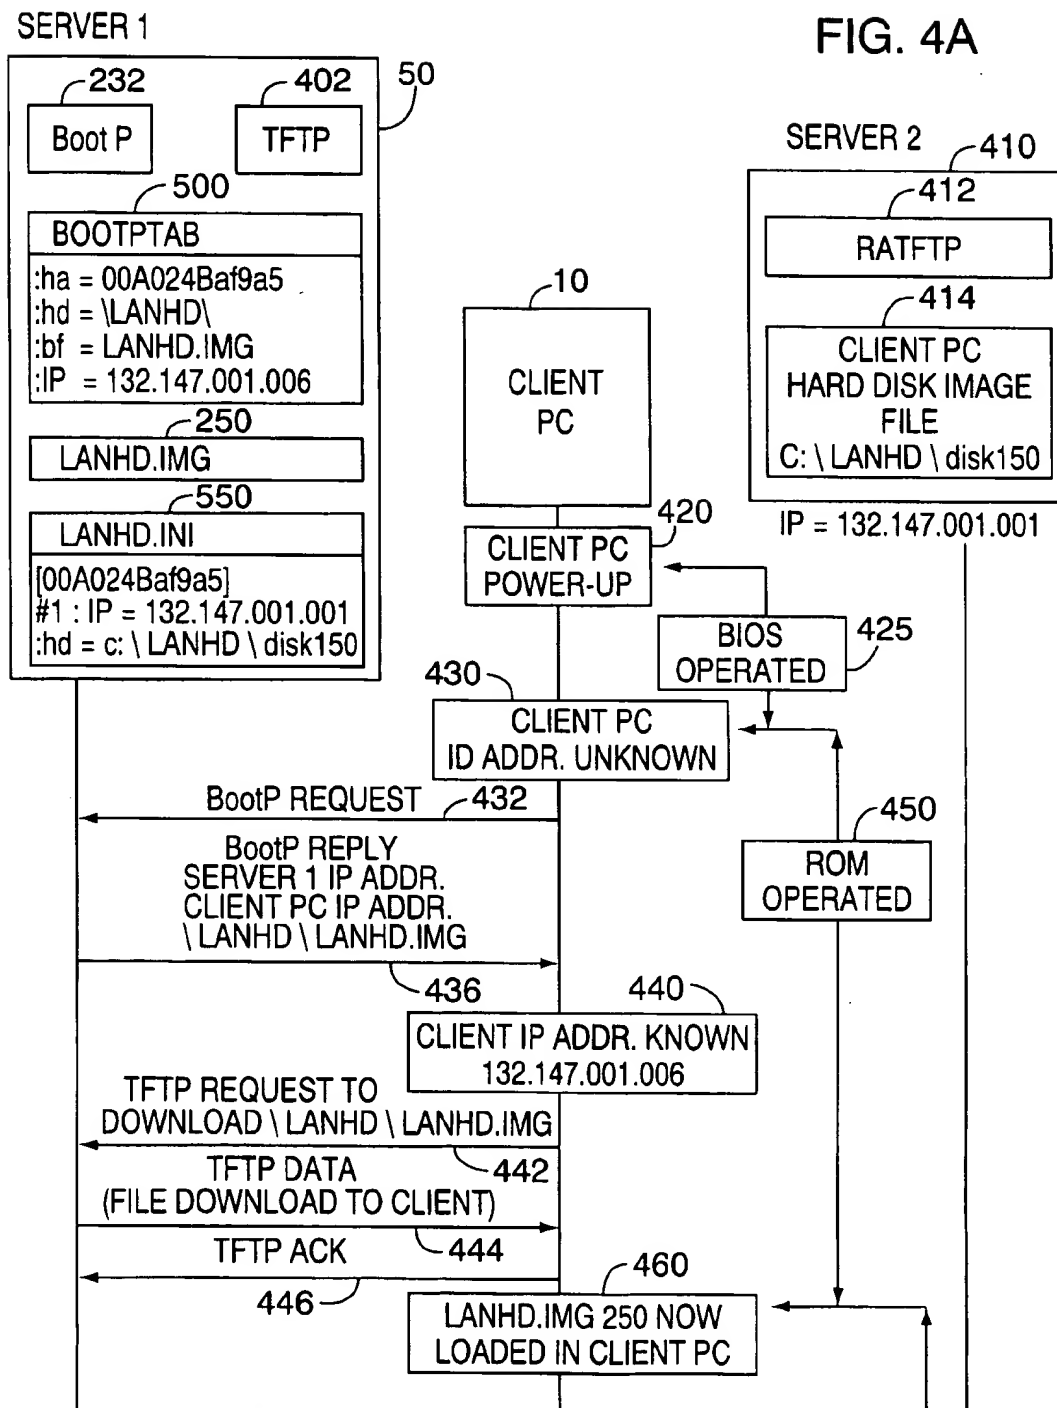 SERVER 1
FIG. 4A
232
402
50
Boot P
TFTP
500
BOOTPTAB
:ha = 00A024Baf9a5
:hd = \LANHD\
:bf = LANHD.IMG
:IP = 132.147.001.006
250
LANHD.IMG
550
LANHD.INI
[00A024Baf9a5]
#1 : IP = 132.147.001.001
:hd = c: \ LANHD \ disk150
SERVER 2
410
412
RATFTP
414
CLIENT PC
HARD DISK IMAGE
FILE
C: \ LANHD \ disk150
IP = 132.147.001.001
10
CLIENT
PC
420
CLIENT PC
POWER-UP
BIOS
OPERATED
425
430
CLIENT PC
ID ADDR. UNKNOWN
BootP REQUEST
432
450
ROM
OPERATED
BootP REPLY
SERVER 1 IP ADDR.
CLIENT PC IP ADDR.
\ LANHD \ LANHD.IMG
436
440
CLIENT IP ADDR. KNOWN
132.147.001.006
TFTP REQUEST TO
DOWNLOAD \ LANHD \ LANHD.IMG
442
TFTP DATA
(FILE DOWNLOAD TO CLIENT)
444
TFTP ACK
446
460
LANHD.IMG 250 NOW
LOADED IN CLIENT PC